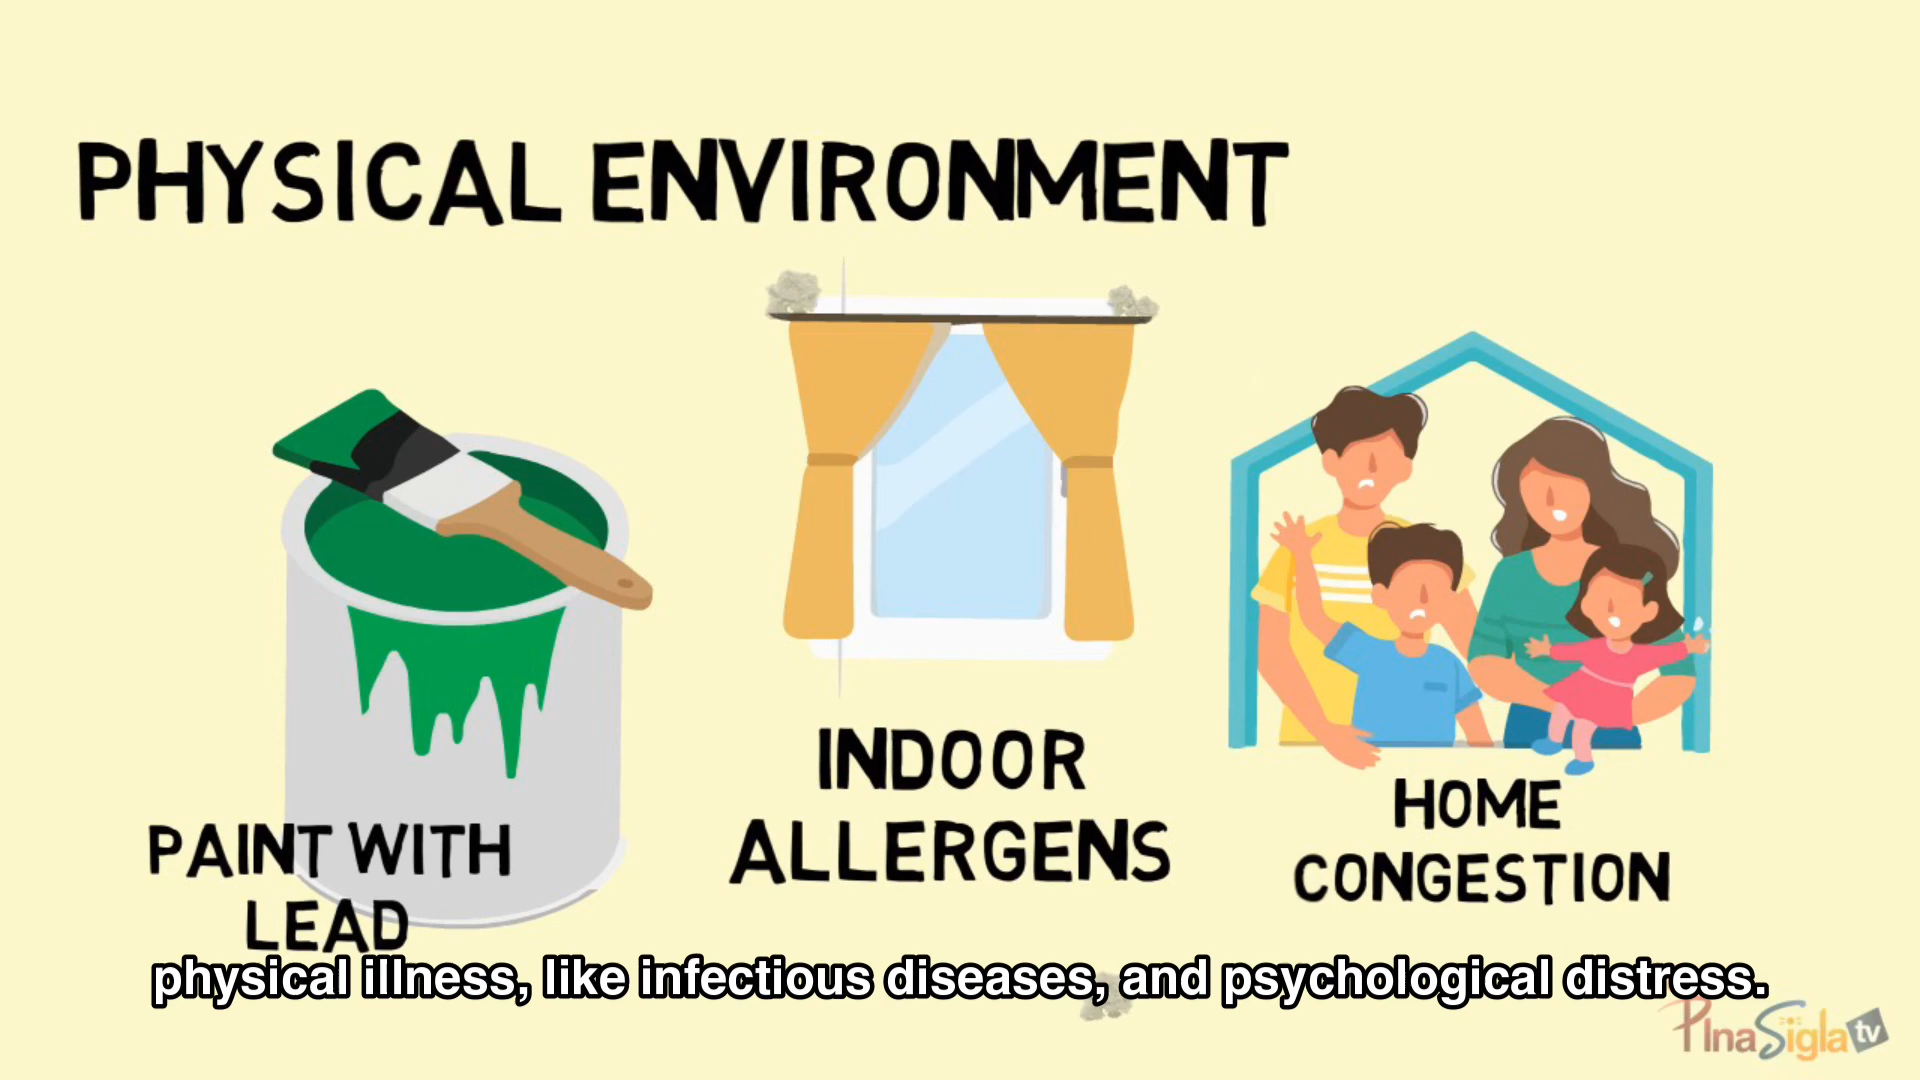 PHYSICAL ENVIRONMENT
PAINT WITH
LEAD
INDOOR
ALLERGENS
HOME
CONGESTION
physical illness, like infectious diseases, and psychological distress.
PInaSigla tv